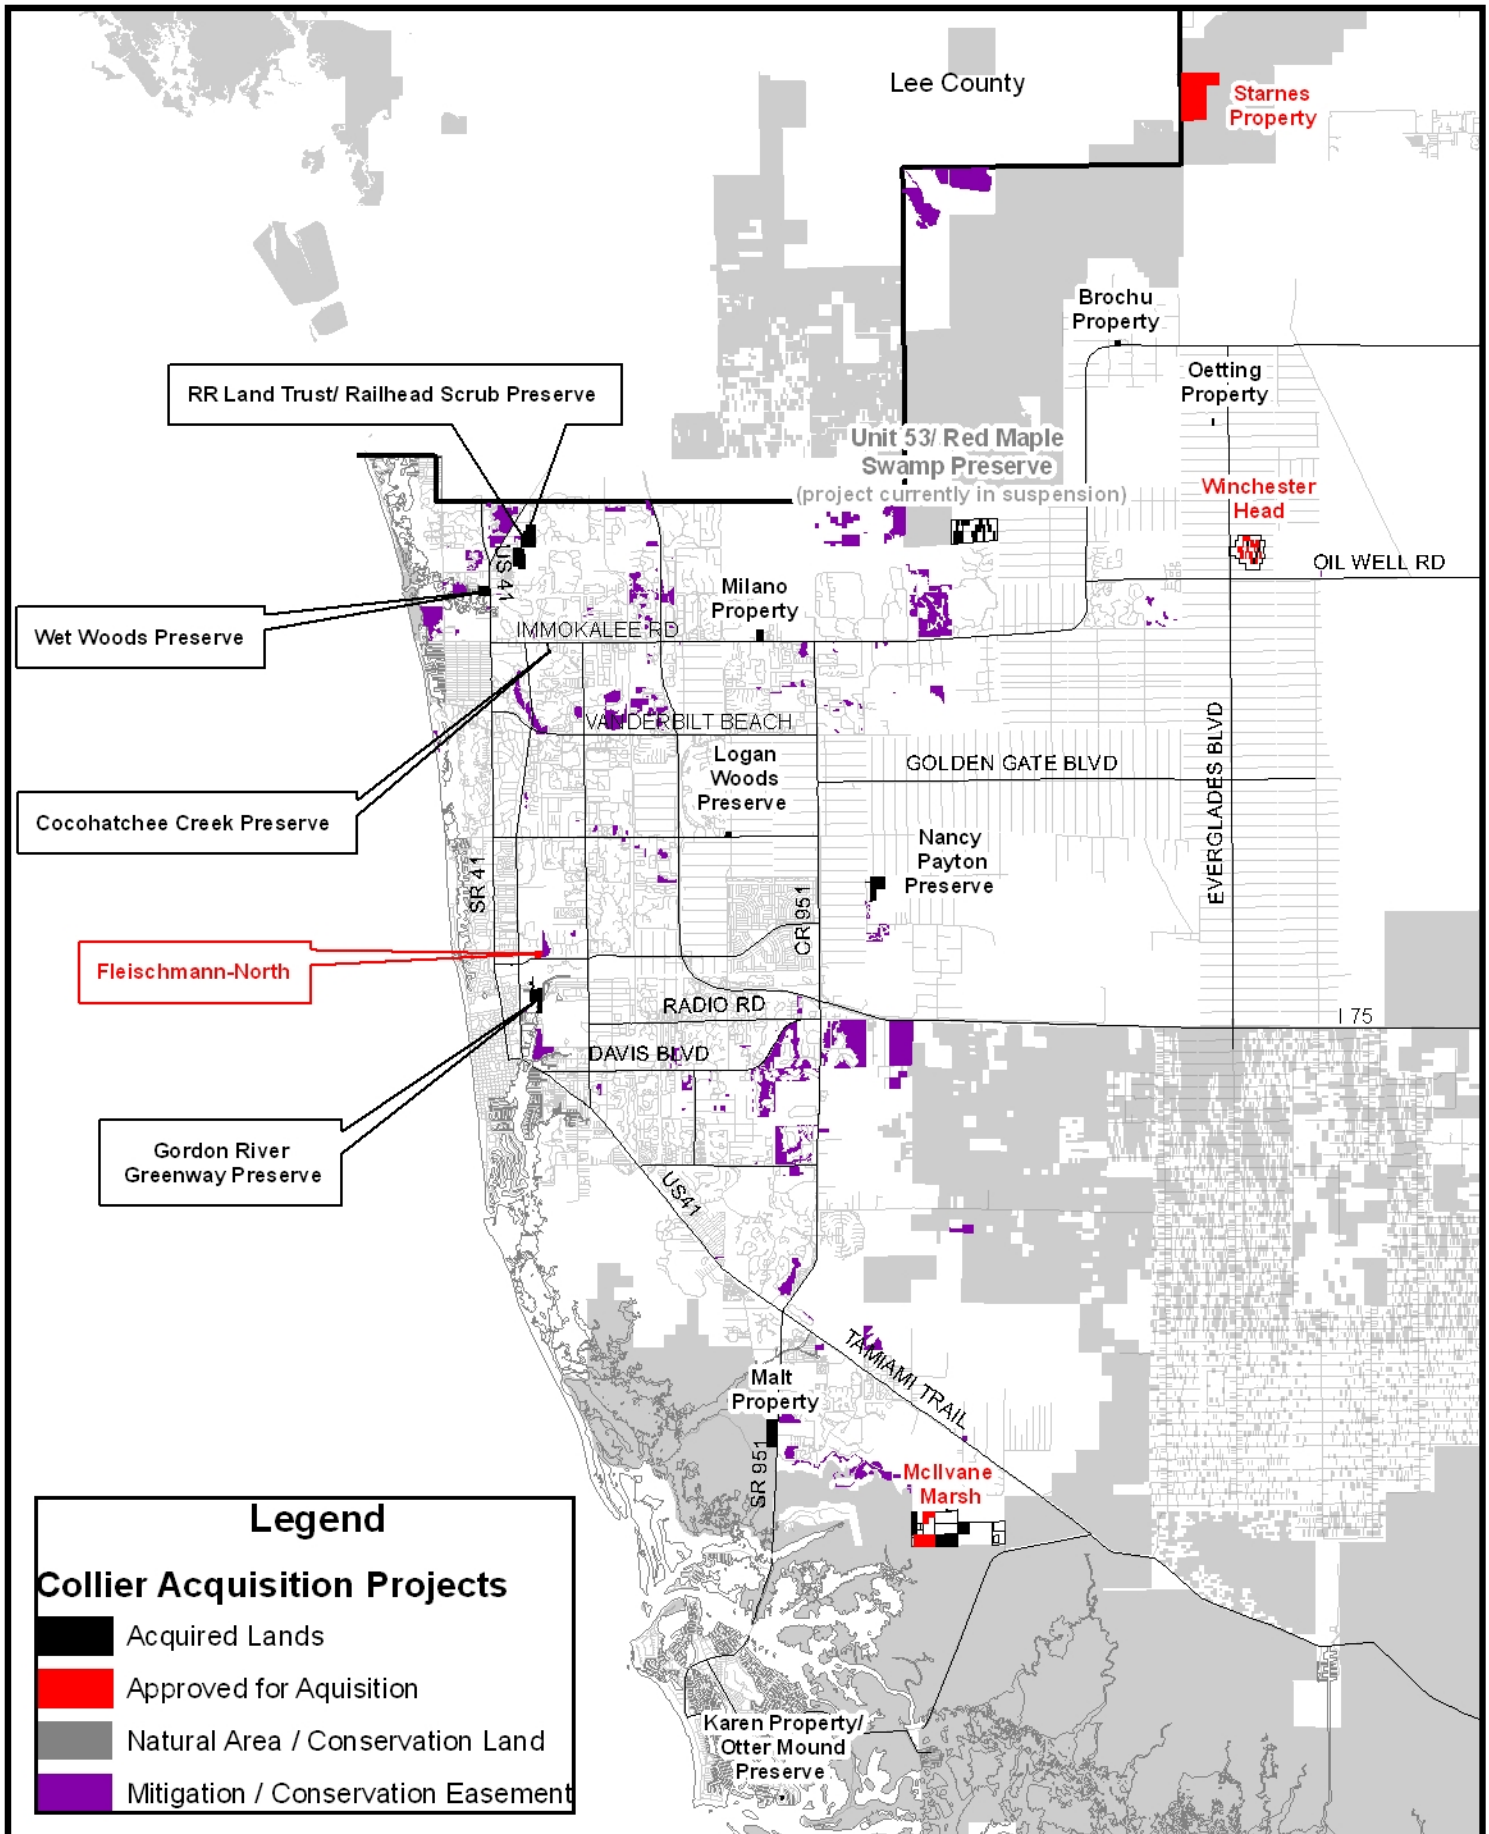 Lee County
Starnes
Property
Brochu
Property
Oetting
Property
RR Land Trust/ Railhead Scrub Preserve
Unit 53/ Red Maple
Swamp Preserve
(project currently in suspension)
Winchester
Head
OIL WELL RD
US 41
Milano
Property
Wet Woods Preserve
IMMOKALEE RD
VANDERBILT BEACH
Logan
Woods
Preserve
GOLDEN GATE BLVD
EVERGLADES BLVD
Cocohatchee Creek Preserve
Nancy
Payton
Preserve
SR 41
CR 951
Fleischmann-North
RADIO RD
I 75
DAVIS BLVD
Gordon River
Greenway Preserve
US41
TAMIAMI TRAIL
Malt
Property
SR 951
McIlvane
Marsh
Karen Property/
Otter Mound
Preserve
Legend
Collier Acquisition Projects
Acquired Lands
Approved for Aquisition
Natural Area / Conservation Land
Mitigation / Conservation Easement